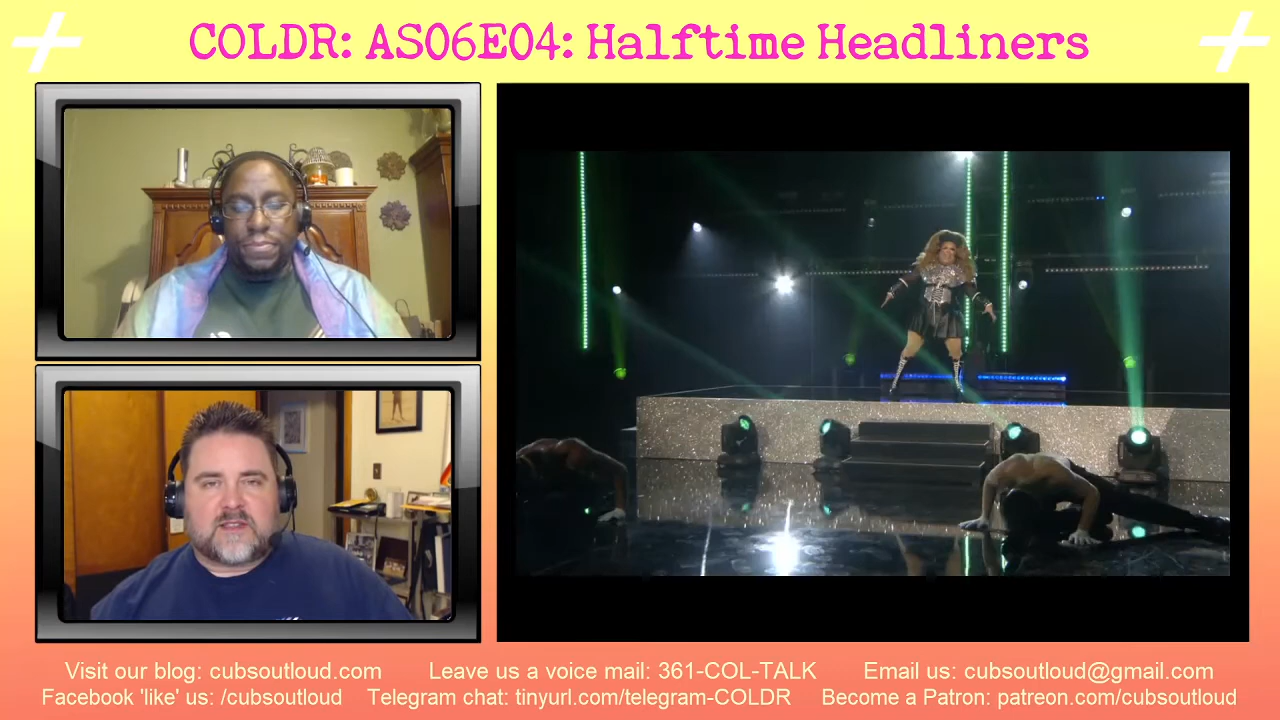 COLDR: AS06E04: Halftime Headliners
Visit our blog: cubsoutloud.com Leave us a voice mail: 361-COL-TALK Email us: cubsoutloud@gmail.com
Facebook 'like' us: /cubsoutloud Telegram chat: tinyurl.com/telegram-COLDR Become a Patron: patreon.com/cubsoutloud